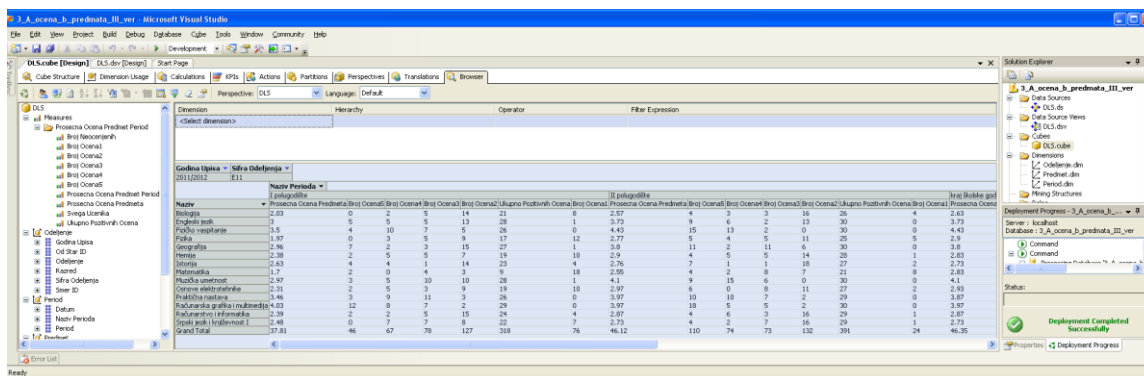 3_A_ocena_b_predmata_III_ver - Microsoft Visual Studio
File Edit View Project Build Debug Database Cube Tools Window Community Help
Development
DLS.cube [Design] DLS.dsv [Design] Start Page
Cube Structure Dimension Usage Calculations KPIs Actions Partitions Perspectives Translations Browser
Perspective: DLS Language: Default
DLS
Measures
Prosecna Ocena Predmet Period
Broj Neocenjenih
Broj Ocena1
Broj Ocena2
Broj Ocena3
Broj Ocena4
Broj Ocena5
Prosecna Ocena Predmet Period
Prosecna Ocena Predmeta
Svega Ucenika
Ukupno Pozitivnih Ocena
Odeljenje
Godina Upisa
Od Star ID
Odeljenje
Razred
Sifra Odeljenja
Smer ID
Period
Datum
Naziv Perioda
Period
Predmet
Dimension Hierarchy Operator Filter Expression
<Select dimension>
Godina Upisa Sifra Odeljenja
2011/2012 E11
Naziv Perioda
I polugodište II polugodište kraj školske god
Naziv Prosecna Ocena Predmeta Broj Ocena5 Broj Ocena4 Broj Ocena3 Broj Ocena2 Ukupno Pozitivnih Ocena Broj Ocena1 Prosecna Ocena Predmeta Broj Ocena5 Broj Ocena4 Broj Ocena3 Broj Ocena2 Ukupno Pozitivnih Ocena Broj Ocena1 Prosecna Ocena
Biologija 2.03 0 2 5 14 21 8 2.57 4 3 3 16 26 4 2.63
Engleski jezik 3 5 5 5 13 28 1 3.73 9 6 2 13 30 0 3.73
Fizičko vaspitanje 3.5 4 10 7 5 26 0 4.43 15 13 2 0 30 0 4.43
Fizika 1.97 0 3 5 9 17 12 2.77 5 4 5 11 25 5 2.9
Geografija 2.96 7 2 3 15 27 1 3.8 11 2 11 6 30 0 3.8
Hemija 2.38 2 5 5 7 19 10 2.9 4 5 5 14 28 1 2.83
Istorija 2.63 4 4 1 14 23 4 2.76 7 1 1 18 27 2 2.73
Matematika 1.7 2 0 4 3 9 18 2.55 4 2 8 7 21 8 2.83
Muzička umetnost 2.97 3 5 10 10 28 1 4.1 9 15 6 0 30 0 4.1
Osnove elektrotehnike 2.31 2 5 3 9 19 10 2.97 6 0 8 11 27 2 2.93
Praktična nastava 3.46 3 9 11 3 26 0 3.97 10 10 7 2 29 0 3.87
Računarska grafika i multimedija 4.03 12 8 7 2 29 0 3.97 18 5 5 2 30 0 3.97
Računarstvo i informatika 2.39 2 2 5 15 24 4 2.87 4 6 3 16 29 1 2.87
Srpski jezik i književnost I 2.48 0 7 7 8 22 7 2.73 4 2 7 16 29 1 2.73
Grand Total 37.81 46 67 78 127 318 76 46.12 110 74 73 132 391 24 46.35
Solution Explorer
3_A_ocena_b_predmata_III_ver
Data Sources
DLS.ds
Data Source Views
DLS.dsv
Cubes
DLS.cube
Dimensions
Odeljenje.dim
Predmet.dim
Period.dim
Mining Structures
Deployment Progress - 3_A_ocena_b_...
Server : localhost
Database : 3_A_ocena_b_predmata_III_ver
Command
Command
Status:
Deployment Completed
Successfully
Properties Deployment Progress
Error List
Ready